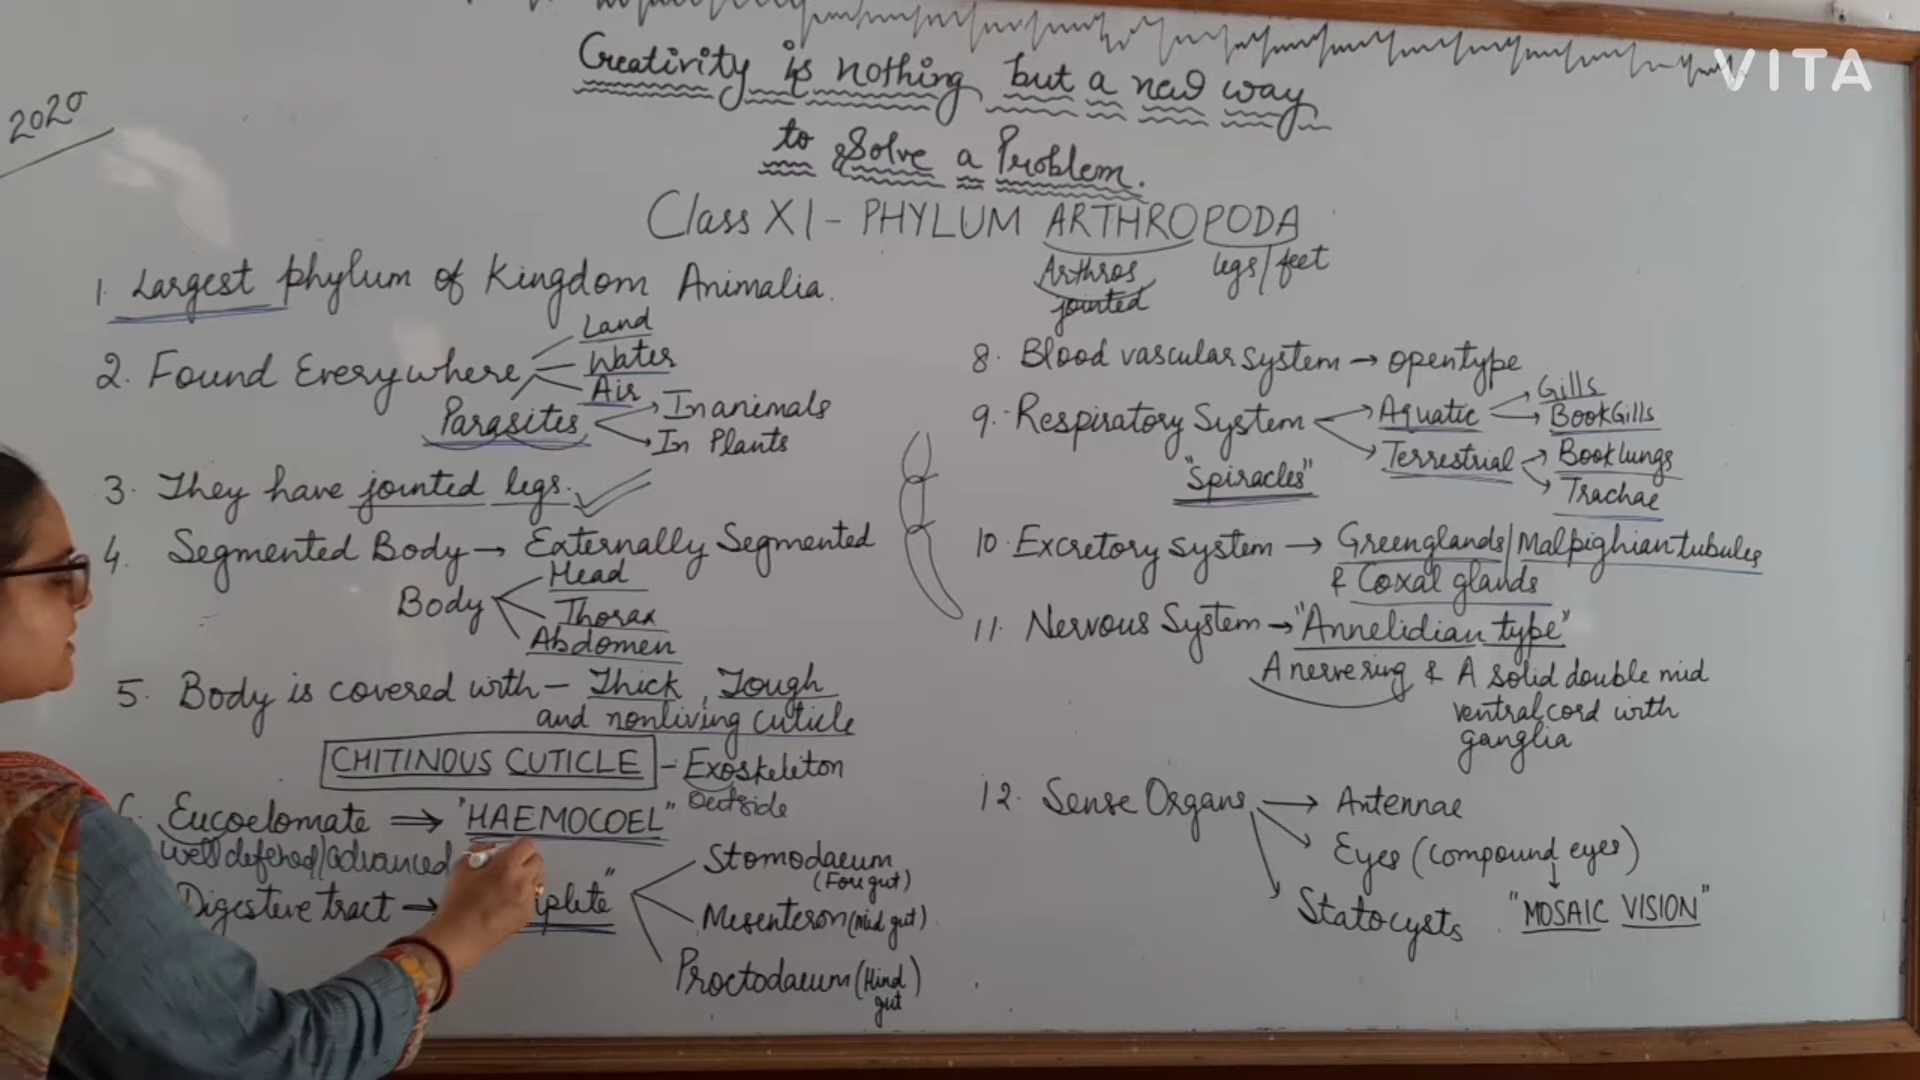 VITA
2020
Creativity is nothing but a new way
to Solve a Problem.
Class XI - PHYLUM ARTHROPODA
Arthros legs/feet
jointed
1. Largest phylum of Kingdom Animalia.
2. Found Everywhere
Land
Water
Air
Parasites
In animals
In Plants
3. They have jointed legs.
4. Segmented Body → Externally Segmented
Body
Head
Thorax
Abdomen
5. Body is covered with - Thick, Tough
and nonliving cuticle
CHITINOUS CUTICLE - Exoskeleton
Outside
Eucoelomate ⇒ "HAEMOCOEL"
well defined/advanced
Digestive tract →
Stomodaeum
(Fore gut)
Mesenteron (mid gut)
Proctodaeum (Hind
gut)
8. Blood vascular system → open type
9. Respiratory System
Aquatic
Gills
Book Gills
Terrestrial
Book lungs
Trachae
"Spiracles"
10. Excretory system → Green glands/Malpighian tubules
& Coxal glands
11. Nervous System → "Annelidian type"
A nerve ring & A solid double mid
ventral cord with
ganglia
12. Sense Organs → Antennae
Eyes (compound eyes)
Statocysts "MOSAIC VISION"